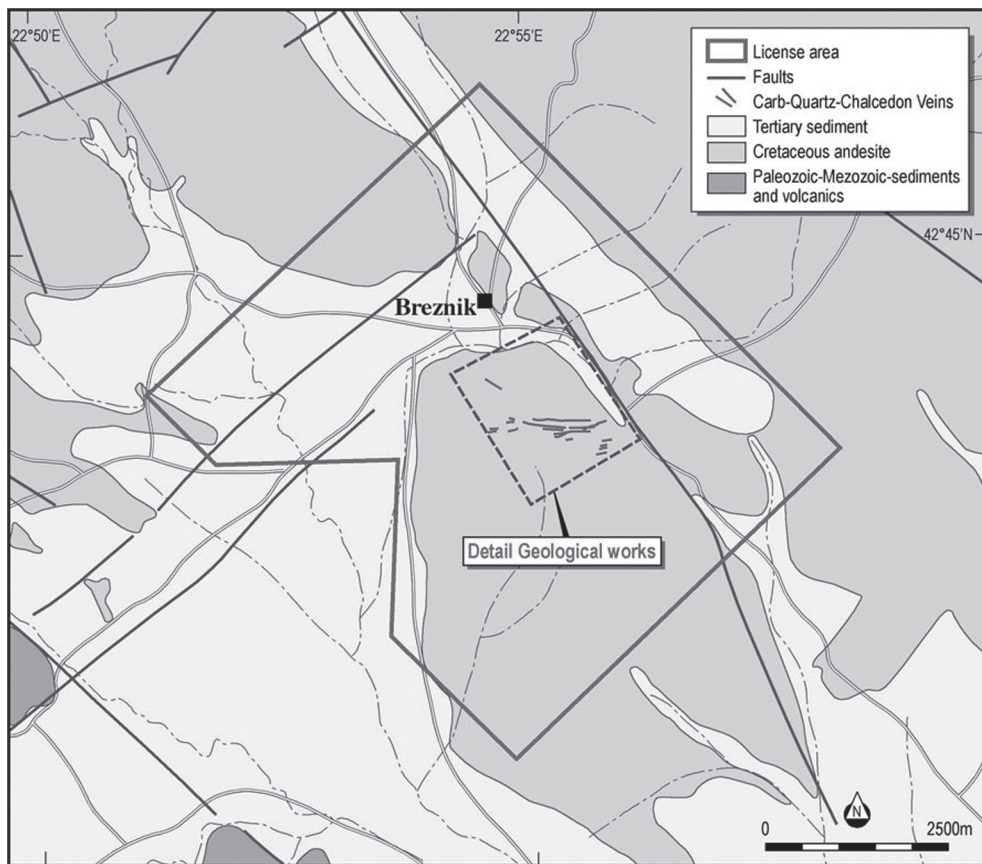 22°50'E
22°55'E
License area
Faults
Carb-Quartz-Chalcedon Veins
Tertiary sediment
Cretaceous andesite
Paleozoic-Mezozoic-sediments
and volcanics
42°45'N
Breznik
Detail Geological works
N
0 2500m